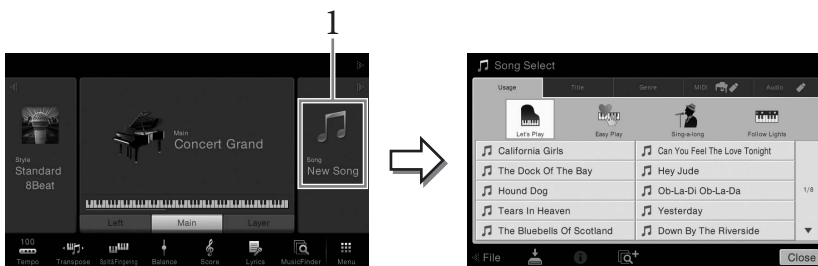 1
Style
Standard
8Beat
Main
Concert Grand
Song
New Song
Left Main Layer
100
Tempo Transpose Split&Fingering Balance Score Lyrics MusicFinder Menu
Song Select
Usage Title Genre MIDI Audio
Let's Play Easy Play Sing-a-long Follow Lights
California Girls Can You Feel The Love Tonight
The Dock Of The Bay Hey Jude
Hound Dog Ob-La-Di Ob-La-Da
Tears In Heaven Yesterday
The Bluebells Of Scotland Down By The Riverside
1/8
File Close